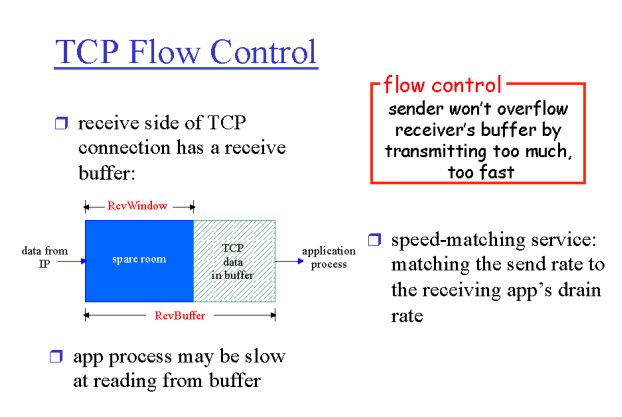 TCP Flow Control
receive side of TCP
connection has a receive
buffer:
RcvWindow
data from
IP
spare room
TCP
data
in buffer
application
process
RcvBuffer
app process may be slow
at reading from buffer
flow control
sender won't overflow
receiver's buffer by
transmitting too much,
too fast
speed-matching service:
matching the send rate to
the receiving app's drain
rate